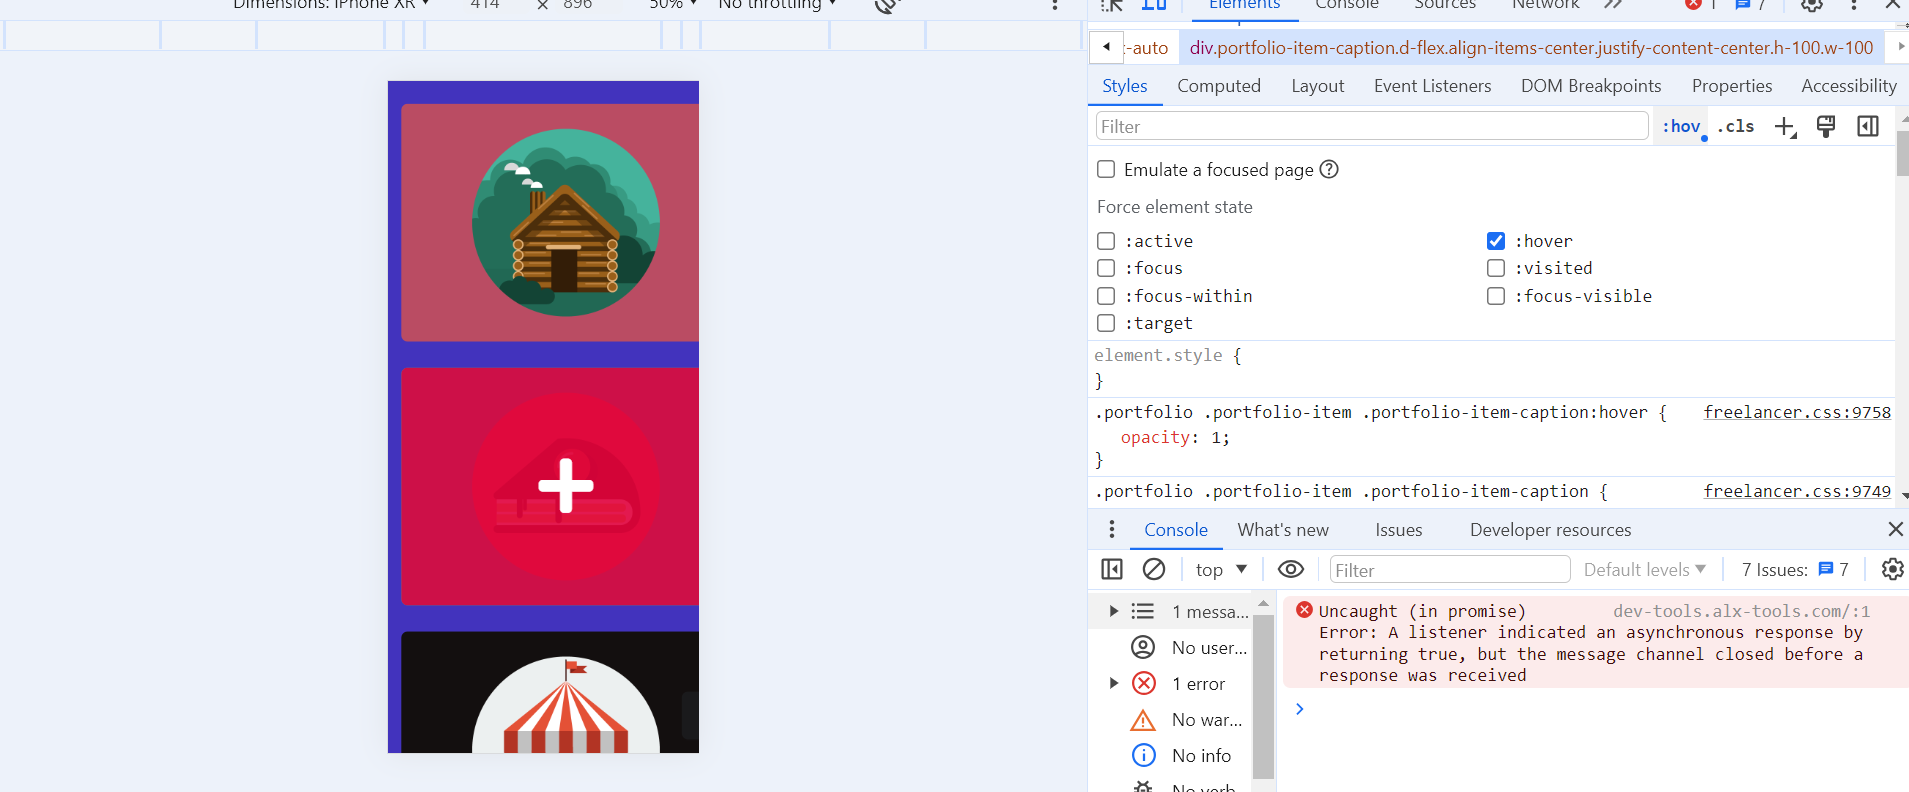 Dimensions: iPhone XR ▼ 414 × 896 50% ▼ No throttling ▼
Elements Console Sources Network » 1 7
t-auto div.portfolio-item-caption.d-flex.align-items-center.justify-content-center.h-100.w-100
Styles Computed Layout Event Listeners DOM Breakpoints Properties Accessibility
Filter :hov .cls
Emulate a focused page ?
Force element state
:active :hover
:focus :visited
:focus-within :focus-visible
:target
element.style {
}
.portfolio .portfolio-item .portfolio-item-caption:hover { freelancer.css:9758
opacity: 1;
}
.portfolio .portfolio-item .portfolio-item-caption { freelancer.css:9749
Console What's new Issues Developer resources
top ▼ Filter Default levels ▼ 7 Issues: 7
1 messa...
No user...
1 error
No war...
No info
No verb
Uncaught (in promise) dev-tools.alx-tools.com/:1
Error: A listener indicated an asynchronous response by
returning true, but the message channel closed before a
response was received